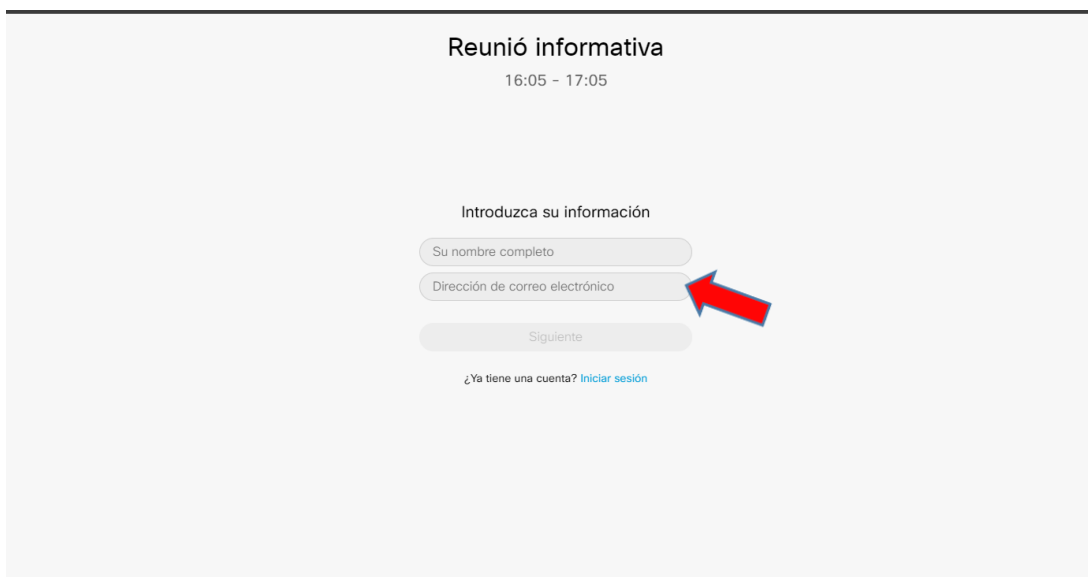 Reunió informativa
16:05 - 17:05
Introduzca su información
Su nombre completo
Dirección de correo electrónico
Siguiente
¿Ya tiene una cuenta? Iniciar sesión